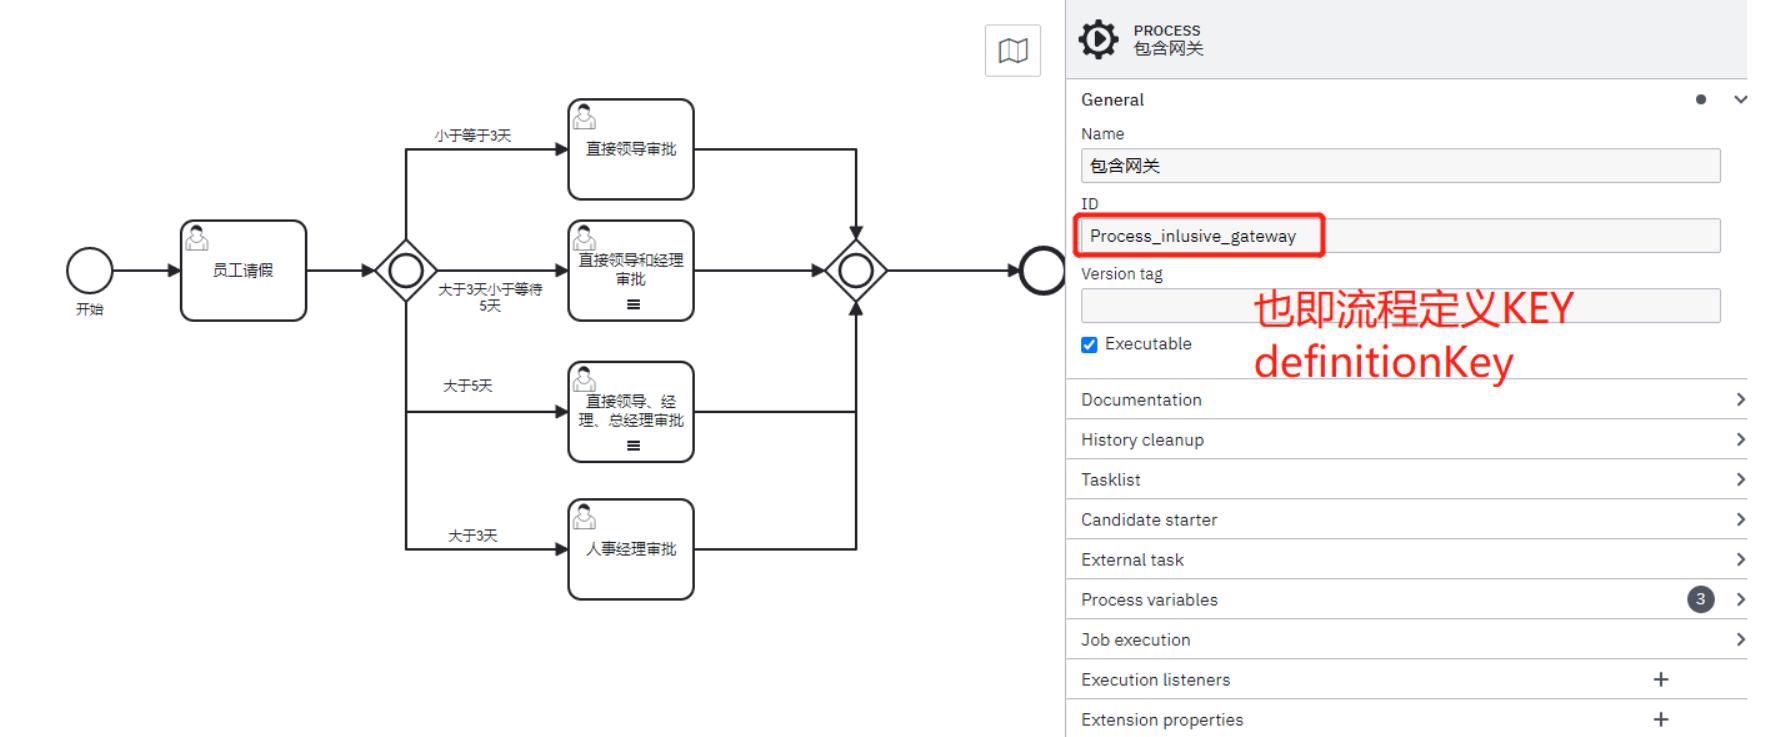 开始
员工请假
小于等于3天
直接领导审批
大于3天小于等待
5天
直接领导和经理
审批
大于5天
直接领导、经
理、总经理审批
大于3天
人事经理审批
PROCESS
包含网关
General
Name
包含网关
ID
Process_inlusive_gateway
Version tag
也即流程定义KEY
definitionKey
Executable
Documentation
History cleanup
Tasklist
Candidate starter
External task
Process variables
3
Job execution
Execution listeners
Extension properties